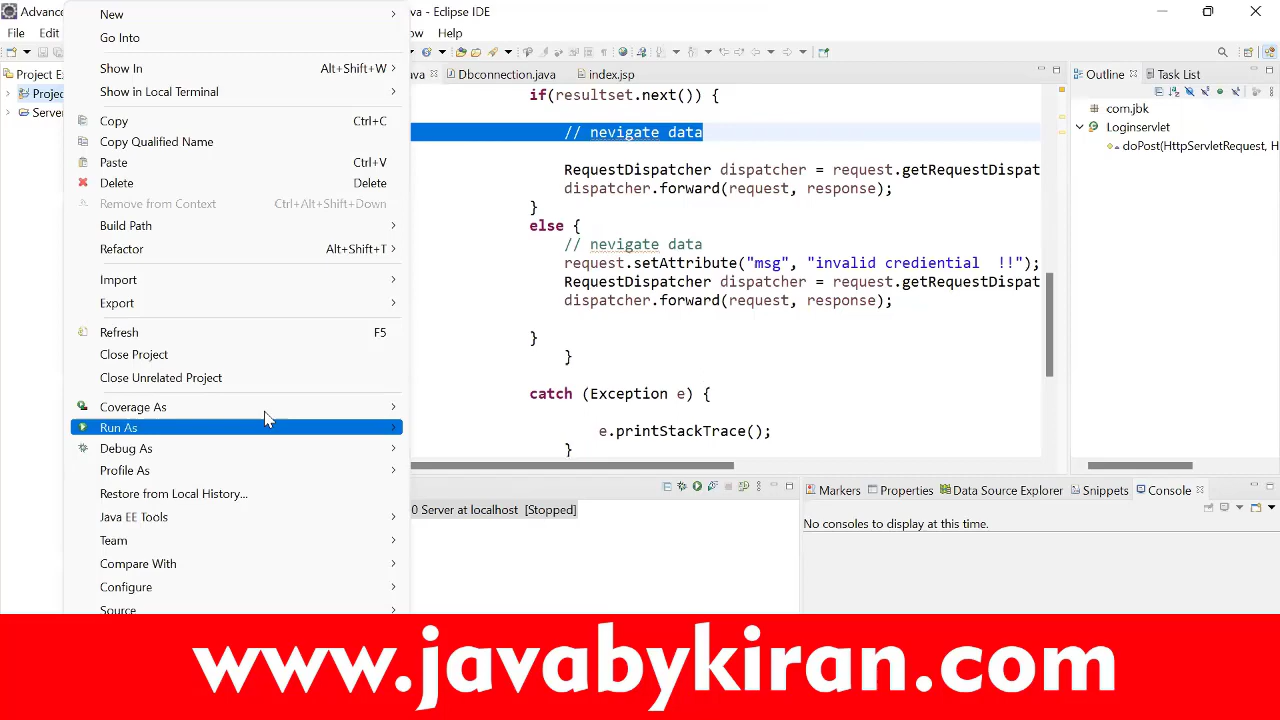 Advance
va - Eclipse IDE
File Edit
ow Help
Project Ex
ava
Dbconnection.java
index.jsp
Outline
Task List
Projec
Server
New
Go Into
Show In Alt+Shift+W
Show in Local Terminal
Copy Ctrl+C
Copy Qualified Name
Paste Ctrl+V
Delete Delete
Remove from Context Ctrl+Alt+Shift+Down
Build Path
Refactor Alt+Shift+T
Import
Export
Refresh F5
Close Project
Close Unrelated Project
Coverage As
Run As
Debug As
Profile As
Restore from Local History...
Java EE Tools
Team
Compare With
Configure
Source
if(resultset.next()) {
// nevigate data
RequestDispatcher dispatcher = request.getRequestDispat
dispatcher.forward(request, response);
}
else {
// nevigate data
request.setAttribute("msg", "invalid crediential !!");
RequestDispatcher dispatcher = request.getRequestDispat
dispatcher.forward(request, response);
}
}
catch (Exception e) {
e.printStackTrace();
}
com.jbk
Loginservlet
doPost(HttpServletRequest, H
0 Server at localhost [Stopped]
Markers
Properties
Data Source Explorer
Snippets
Console
No consoles to display at this time.
www.javabykiran.com